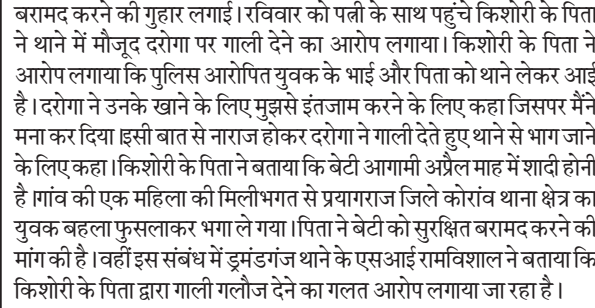 बरामद करने की गुहार लगाई। रविवार को पत्नी के साथ पहुंचे किशोरी के पिता
ने थाने में मौजूद दरोगा पर गाली देने का आरोप लगाया। किशोरी के पिता ने
आरोप लगाया कि पुलिस आरोपित युवक के भाई और पिता को थाने लेकर आई
है। दरोगा ने उनके खाने के लिए मुझसे इंतजाम करने के लिए कहा जिसपर मैंने
मना कर दिया।इसी बात से नाराज होकर दरोगा ने गाली देते हुए थाने से भाग जाने
के लिए कहा।किशोरी के पिता ने बताया कि बेटी आगामी अप्रैल माह में शादी होनी
है।गांव की एक महिला की मिलीभगत से प्रयागराज जिले कोरांव थाना क्षेत्र का
युवक बहला फुसलाकर भगा ले गया।पिता ने बेटी को सुरक्षित बरामद करने की
मांग की है। वहीं इस संबंध में ड्रमंडगंज थाने के एसआई रामविशाल ने बताया कि
किशोरी के पिता द्वारा गाली गलौज देने का गलत आरोप लगाया जा रहा है।